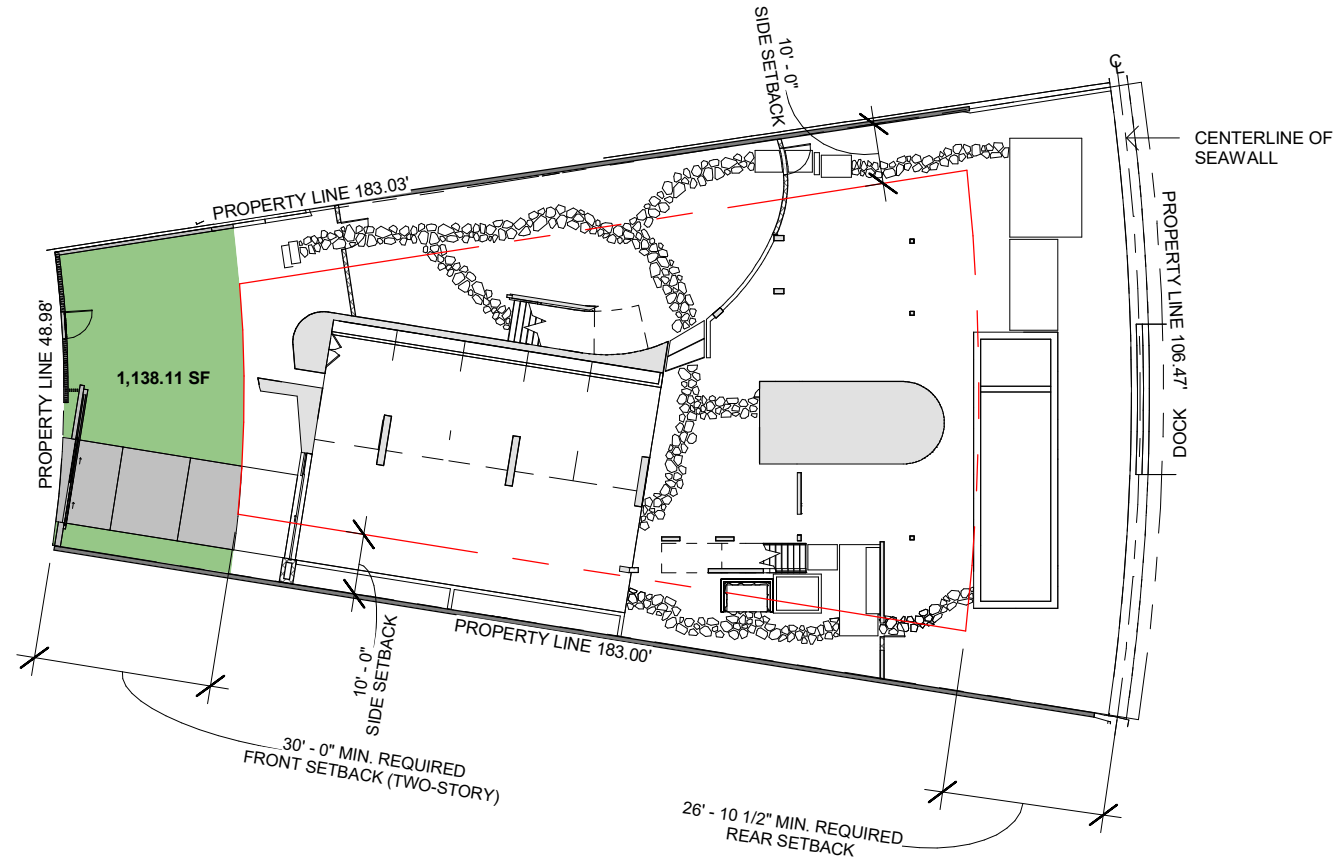 10' - 0"
SIDE SETBACK
℄
CENTERLINE OF
SEAWALL
PROPERTY LINE 183.03'
PROPERTY LINE 106.47'
PROPERTY LINE 48.98'
1,138.11 SF
DOCK
10' - 0"
SIDE SETBACK
PROPERTY LINE 183.00'
30' - 0" MIN. REQUIRED
FRONT SETBACK (TWO-STORY)
26' - 10 1/2" MIN. REQUIRED
REAR SETBACK